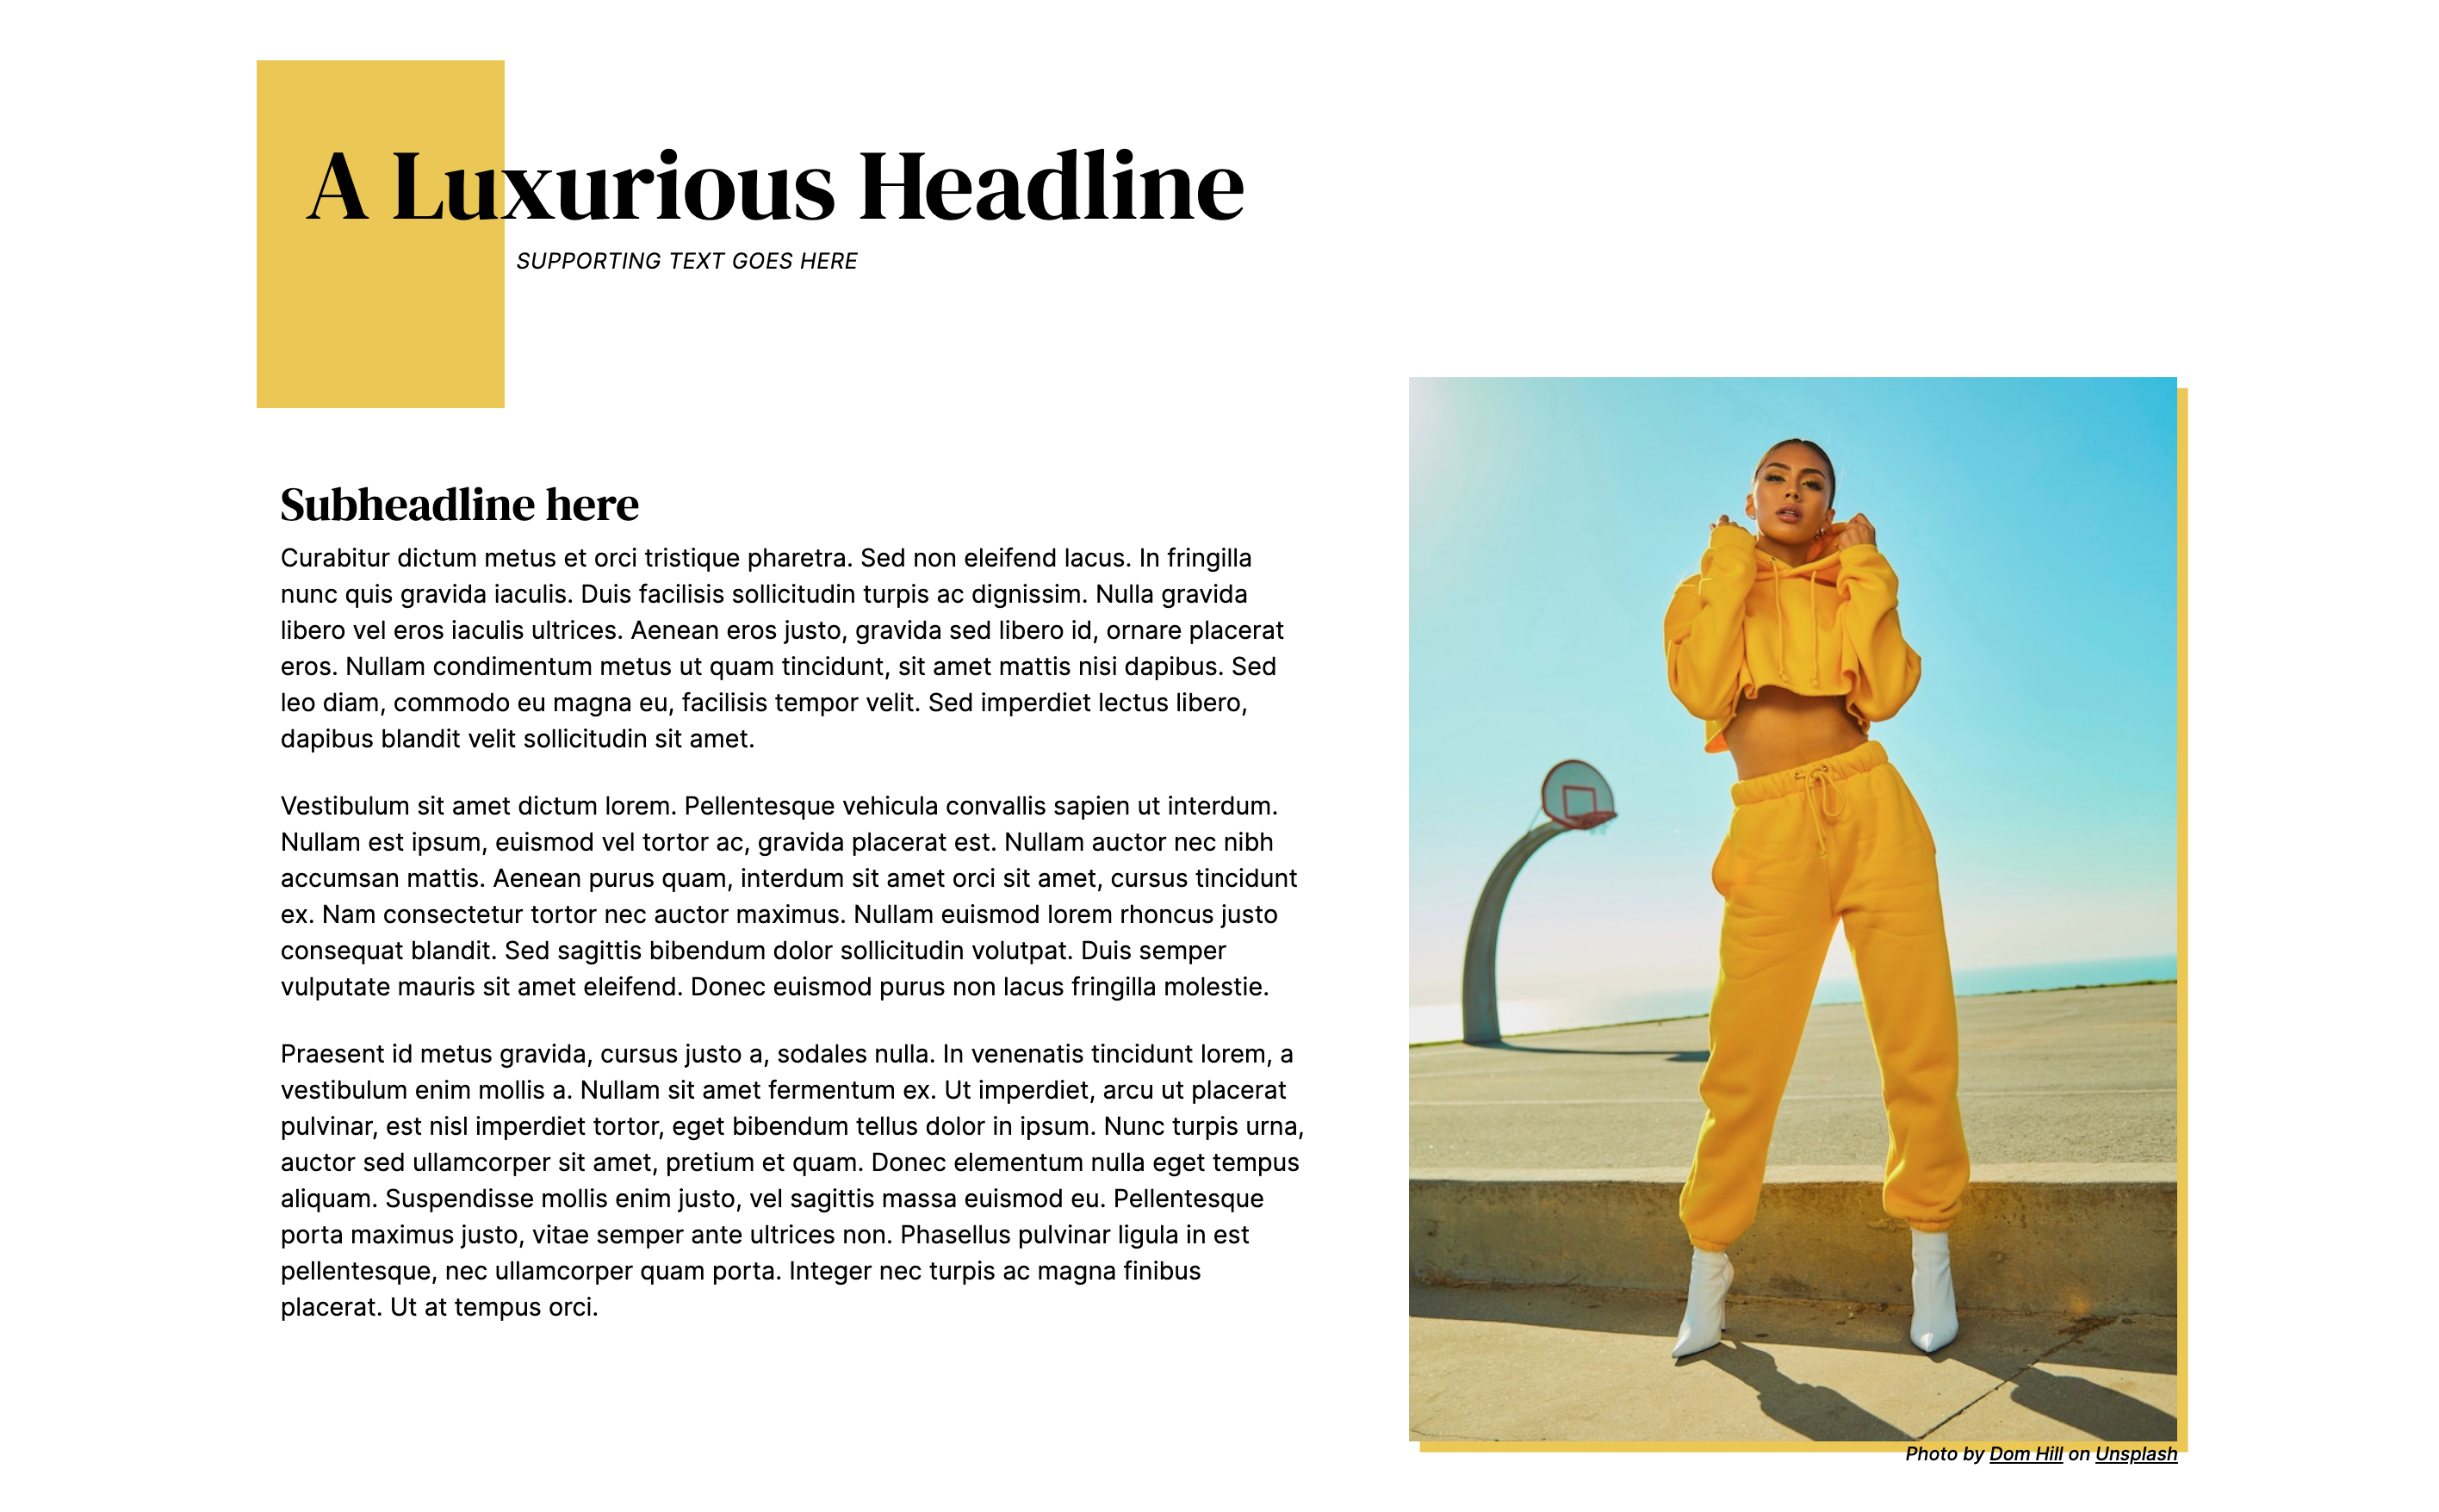 A Luxurious Headline
SUPPORTING TEXT GOES HERE
Subheadline here
Curabitur dictum metus et orci tristique pharetra. Sed non eleifend lacus. In fringilla
nunc quis gravida iaculis. Duis facilisis sollicitudin turpis ac dignissim. Nulla gravida
libero vel eros iaculis ultrices. Aenean eros justo, gravida sed libero id, ornare placerat
eros. Nullam condimentum metus ut quam tincidunt, sit amet mattis nisi dapibus. Sed
leo diam, commodo eu magna eu, facilisis tempor velit. Sed imperdiet lectus libero,
dapibus blandit velit sollicitudin sit amet.
Vestibulum sit amet dictum lorem. Pellentesque vehicula convallis sapien ut interdum.
Nullam est ipsum, euismod vel tortor ac, gravida placerat est. Nullam auctor nec nibh
accumsan mattis. Aenean purus quam, interdum sit amet orci sit amet, cursus tincidunt
ex. Nam consectetur tortor nec auctor maximus. Nullam euismod lorem rhoncus justo
consequat blandit. Sed sagittis bibendum dolor sollicitudin volutpat. Duis semper
vulputate mauris sit amet eleifend. Donec euismod purus non lacus fringilla molestie.
Praesent id metus gravida, cursus justo a, sodales nulla. In venenatis tincidunt lorem, a
vestibulum enim mollis a. Nullam sit amet fermentum ex. Ut imperdiet, arcu ut placerat
pulvinar, est nisl imperdiet tortor, eget bibendum tellus dolor in ipsum. Nunc turpis urna,
auctor sed ullamcorper sit amet, pretium et quam. Donec elementum nulla eget tempus
aliquam. Suspendisse mollis enim justo, vel sagittis massa euismod eu. Pellentesque
porta maximus justo, vitae semper ante ultrices non. Phasellus pulvinar ligula in est
pellentesque, nec ullamcorper quam porta. Integer nec turpis ac magna finibus
placerat. Ut at tempus orci.
Photo by Dom Hill on Unsplash